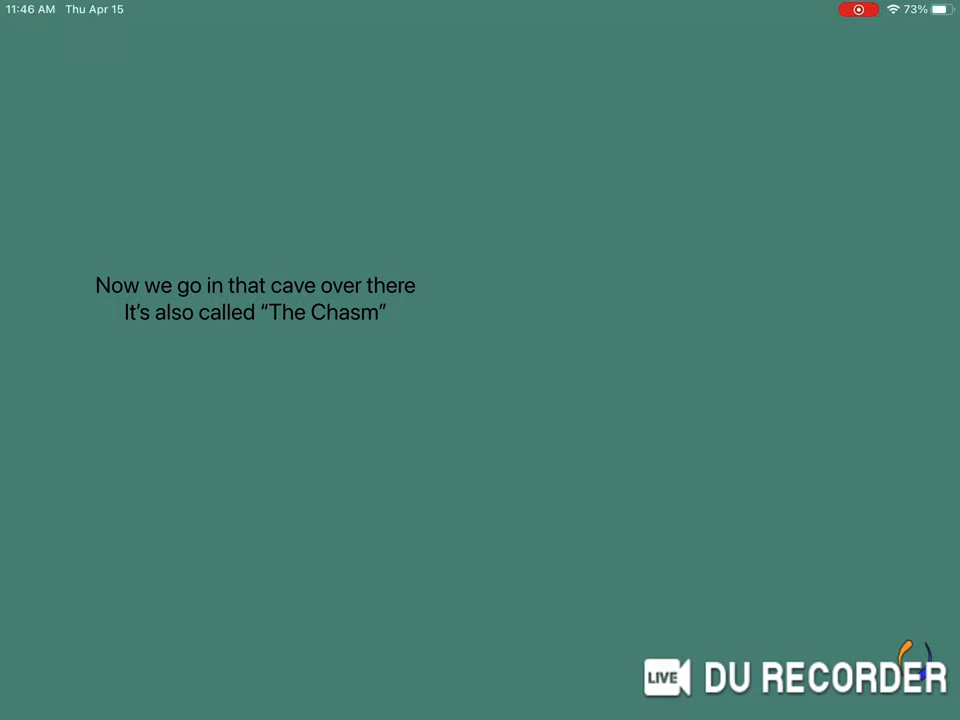 11:46 AM Thu Apr 15
73%
Now we go in that cave over there
It’s also called “The Chasm”
LIVE DU RECORDER